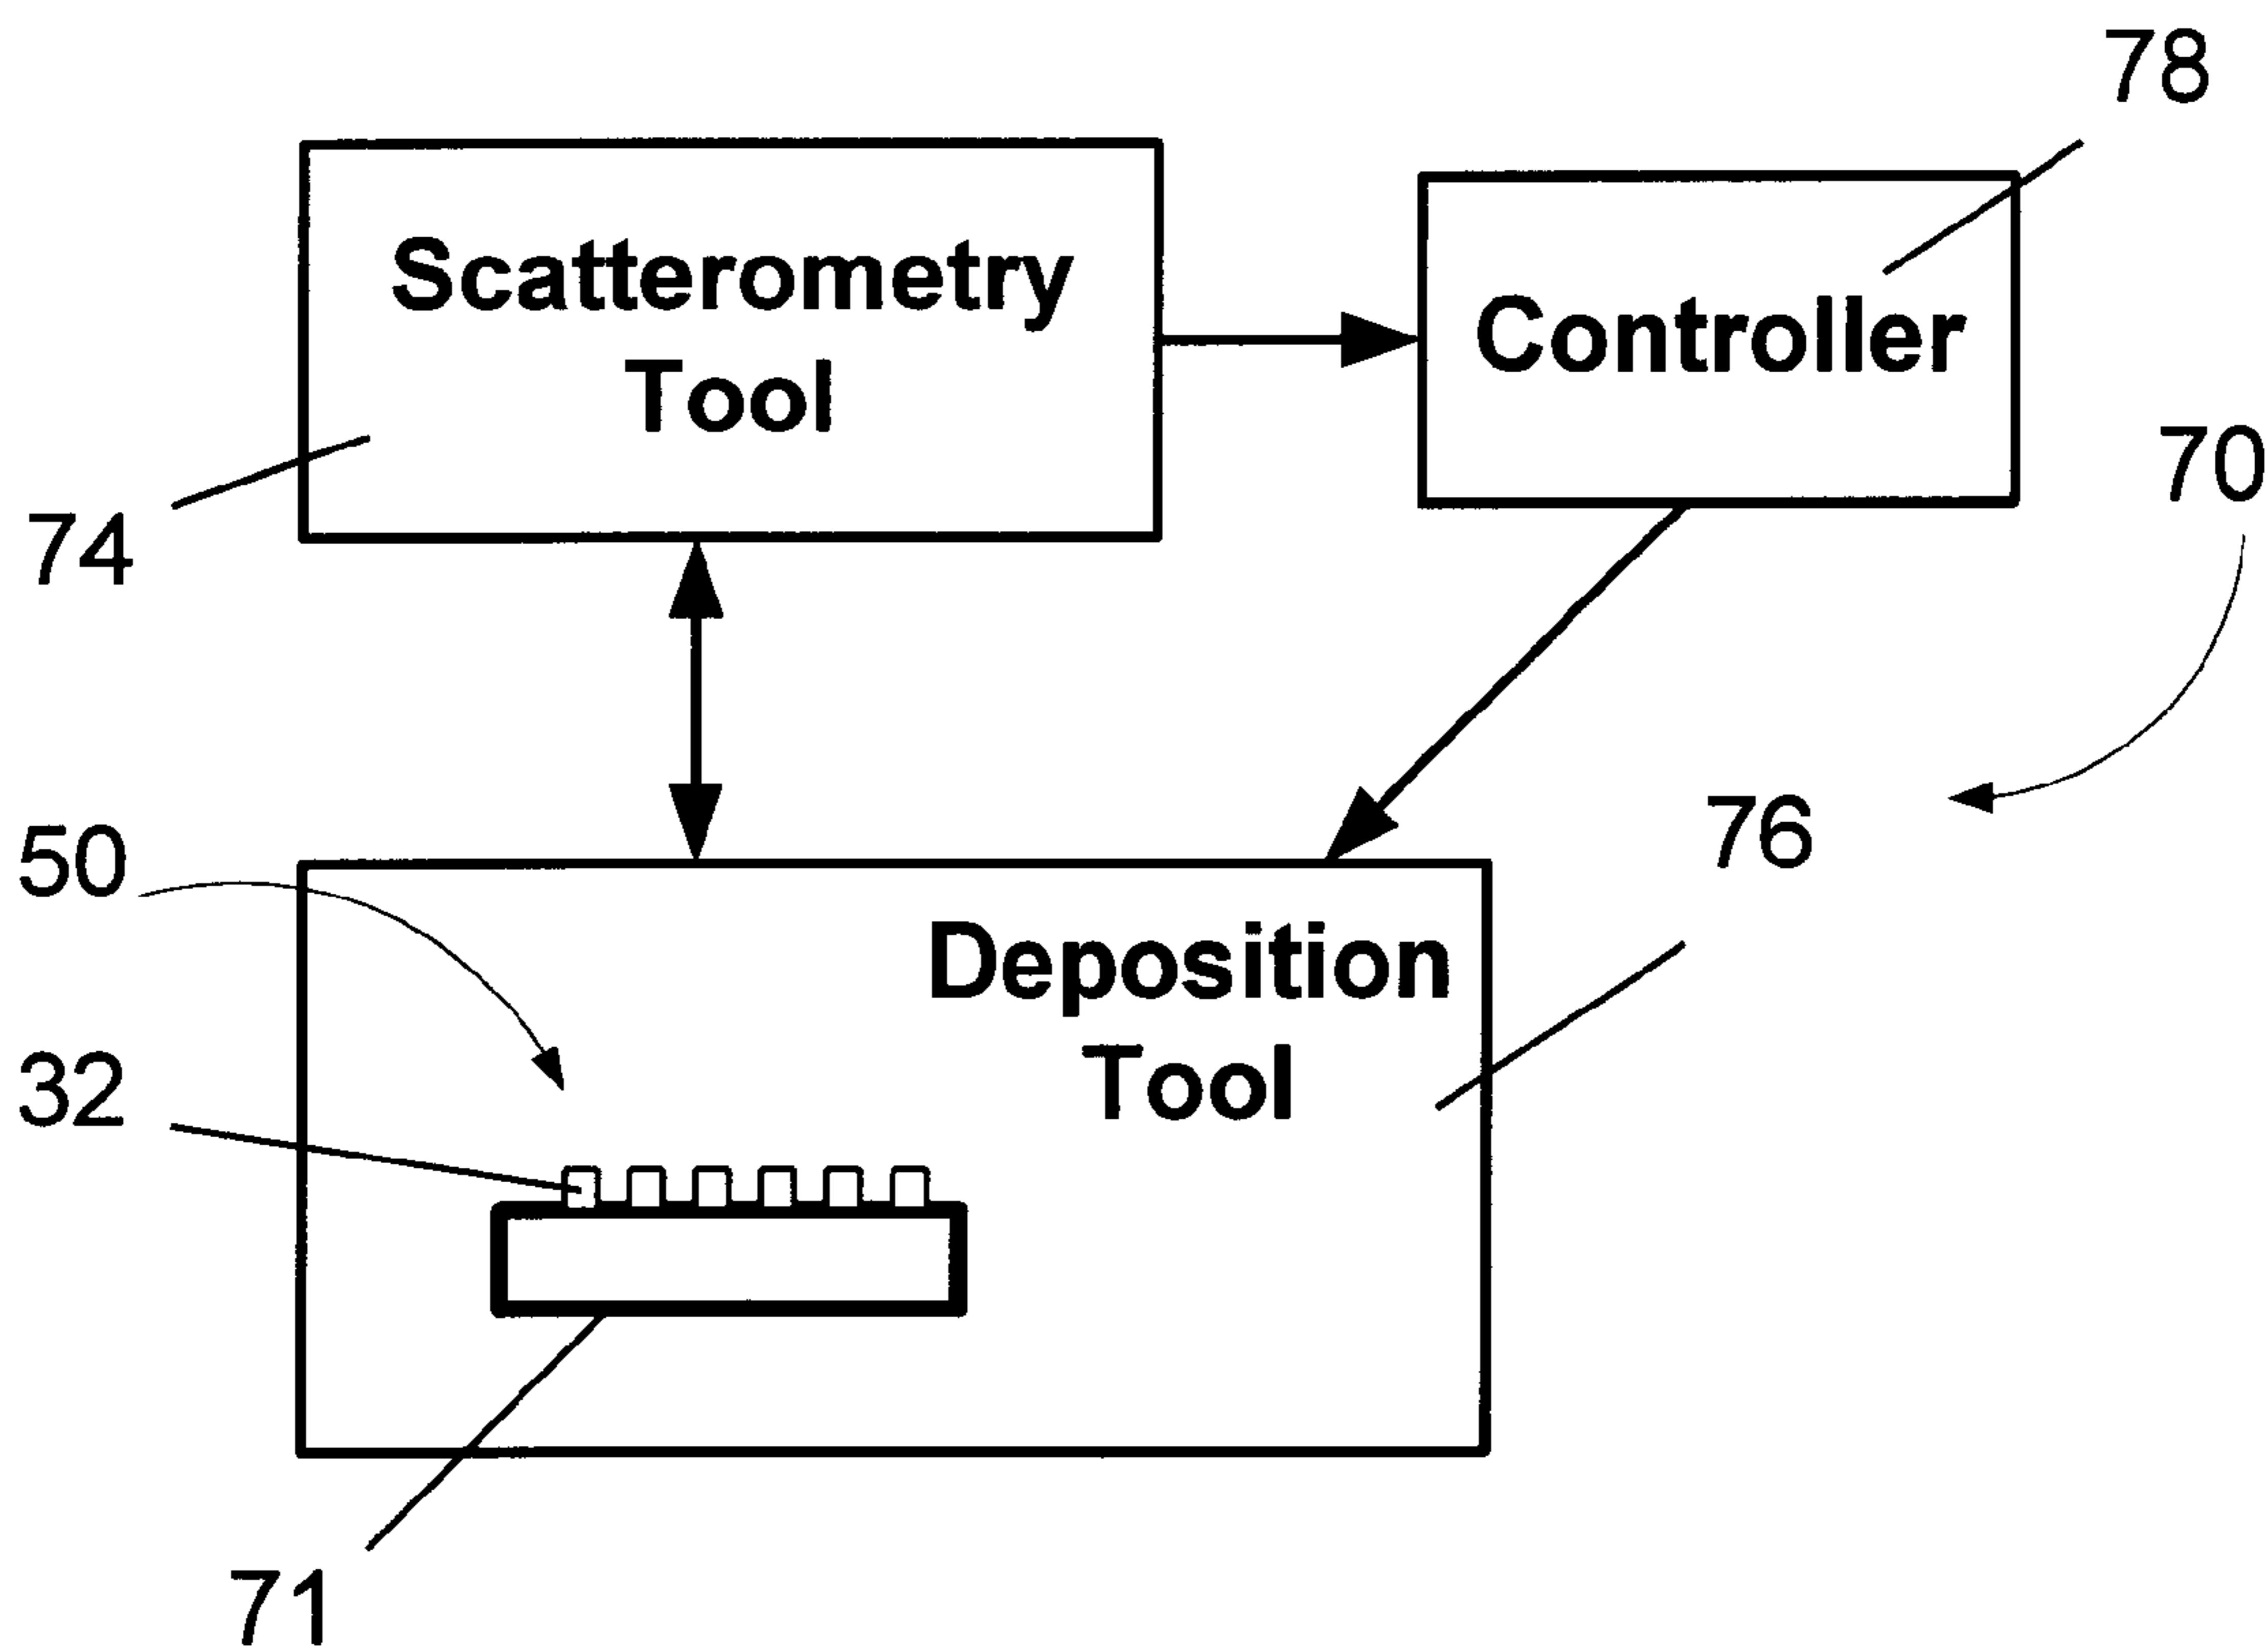 78
Scatterometry
Tool
Controller
70
74
76
50
Deposition
Tool
32
71